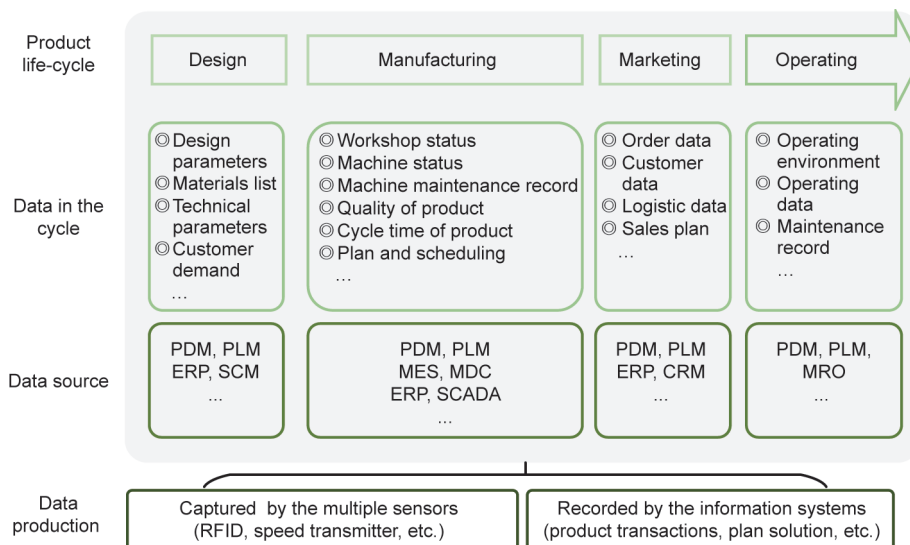 Product
life-cycle
Design
Manufacturing
Marketing
Operating
Data in the
cycle
◎ Design
parameters
◎ Materials list
◎ Technical
parameters
◎ Customer
demand
...
◎ Workshop status
◎ Machine status
◎ Machine maintenance record
◎ Quality of product
◎ Cycle time of product
◎ Plan and scheduling
...
◎ Order data
◎ Customer
data
◎ Logistic data
◎ Sales plan
...
◎ Operating
environment
◎ Operating
data
◎ Maintenance
record
...
Data source
PDM, PLM
ERP, SCM
...
PDM, PLM
MES, MDC
ERP, SCADA
...
PDM, PLM
ERP, CRM
...
PDM, PLM,
MRO
...
Data
production
Captured by the multiple sensors
(RFID, speed transmitter, etc.)
Recorded by the information systems
(product transactions, plan solution, etc.)